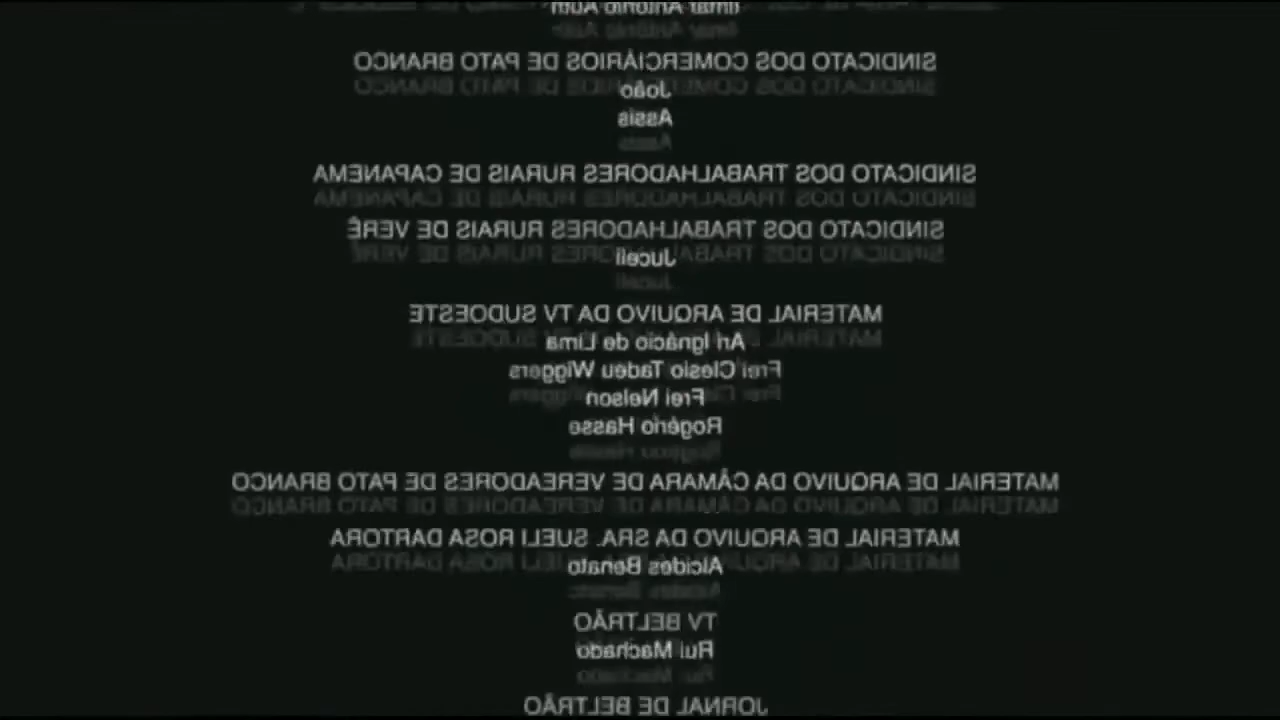 Ilmar Antônio Auth
SINDICATO DOS COMERCIÁRIOS DE PATO BRANCO
João
Assis
SINDICATO DOS TRABALHADORES RURAIS DE CAPANEMA
SINDICATO DOS TRABALHADORES RURAIS DE VERÊ
Juceli
MATERIAL DE ARQUIVO DA TV SUDOESTE
Ari Ignácio de Lima
Frei Clesio Tadeu Wiggers
Frei Nelson
Rogério Hasse
MATERIAL DE ARQUIVO DA CÂMARA DE VEREADORES DE PATO BRANCO
MATERIAL DE ARQUIVO DA SRA. SUELI ROSA DARTORA
Alcides Benato
TV BELTRÃO
Rui Machado
JORNAL DE BELTRÃO